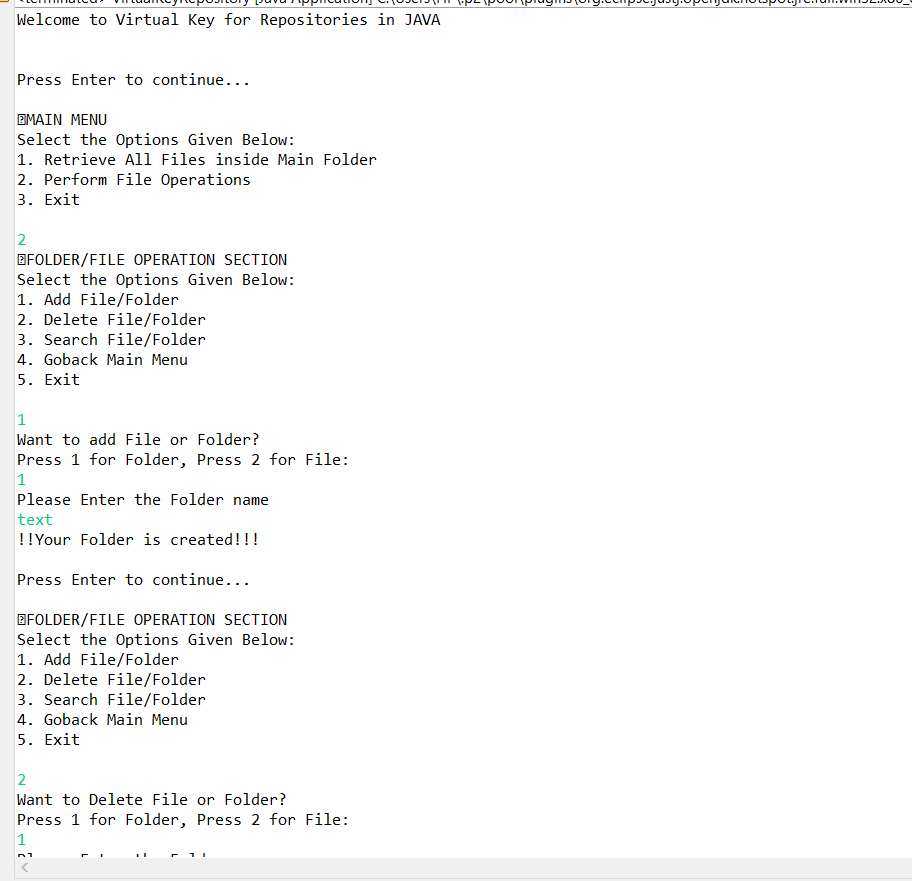 Welcome to Virtual Key for Repositories in JAVA
Press Enter to continue...
MAIN MENU
Select the Options Given Below:
1. Retrieve All Files inside Main Folder
2. Perform File Operations
3. Exit
2
FOLDER/FILE OPERATION SECTION
Select the Options Given Below:
1. Add File/Folder
2. Delete File/Folder
3. Search File/Folder
4. Goback Main Menu
5. Exit
1
Want to add File or Folder?
Press 1 for Folder, Press 2 for File:
1
Please Enter the Folder name
text
!!Your Folder is created!!!
Press Enter to continue...
FOLDER/FILE OPERATION SECTION
Select the Options Given Below:
1. Add File/Folder
2. Delete File/Folder
3. Search File/Folder
4. Goback Main Menu
5. Exit
2
Want to Delete File or Folder?
Press 1 for Folder, Press 2 for File:
1